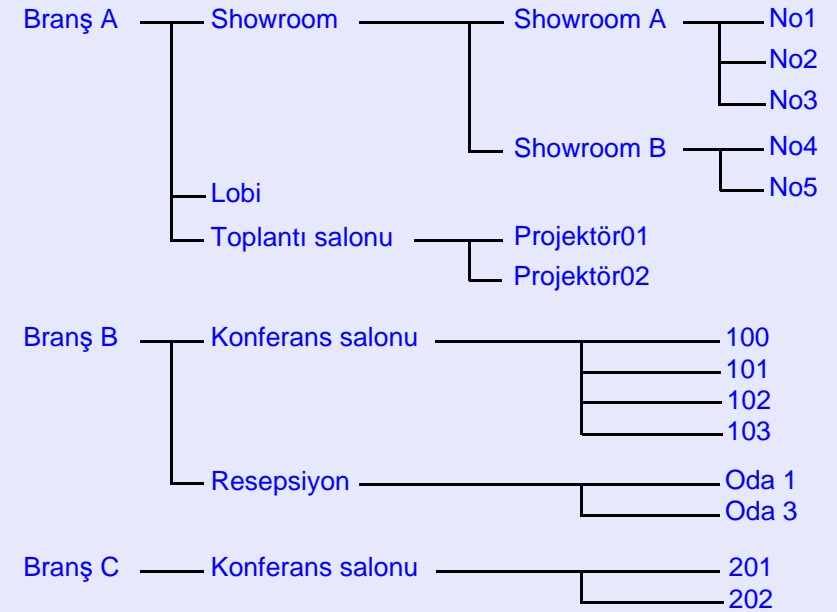 Branş A Showroom Showroom A No1
No2
No3
Showroom B No4
No5
Lobi
Toplantı salonu Projektör01
Projektör02
Branş B Konferans salonu 100
101
102
103
Resepsiyon Oda 1
Oda 3
Branş C Konferans salonu 201
202